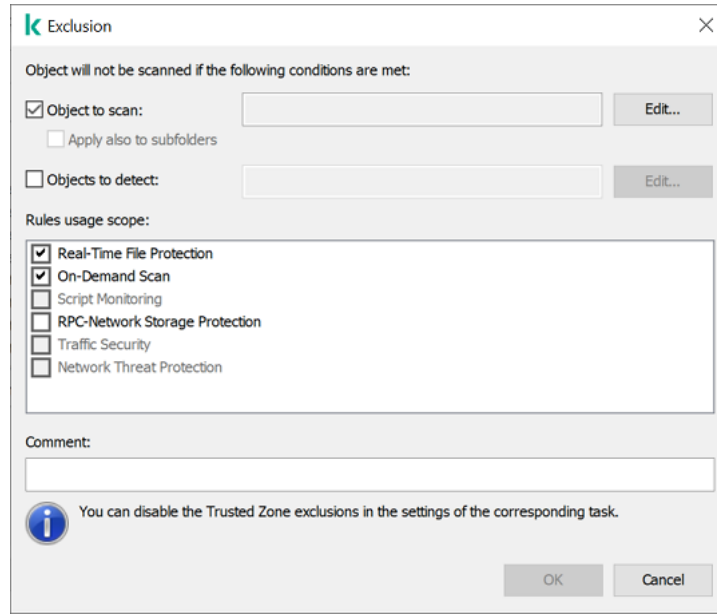 Exclusion
Object will not be scanned if the following conditions are met:
Object to scan:
Edit...
Apply also to subfolders
Objects to detect:
Edit...
Rules usage scope:
Real-Time File Protection
On-Demand Scan
Script Monitoring
RPC-Network Storage Protection
Traffic Security
Network Threat Protection
Comment:
You can disable the Trusted Zone exclusions in the settings of the corresponding task.
OK
Cancel